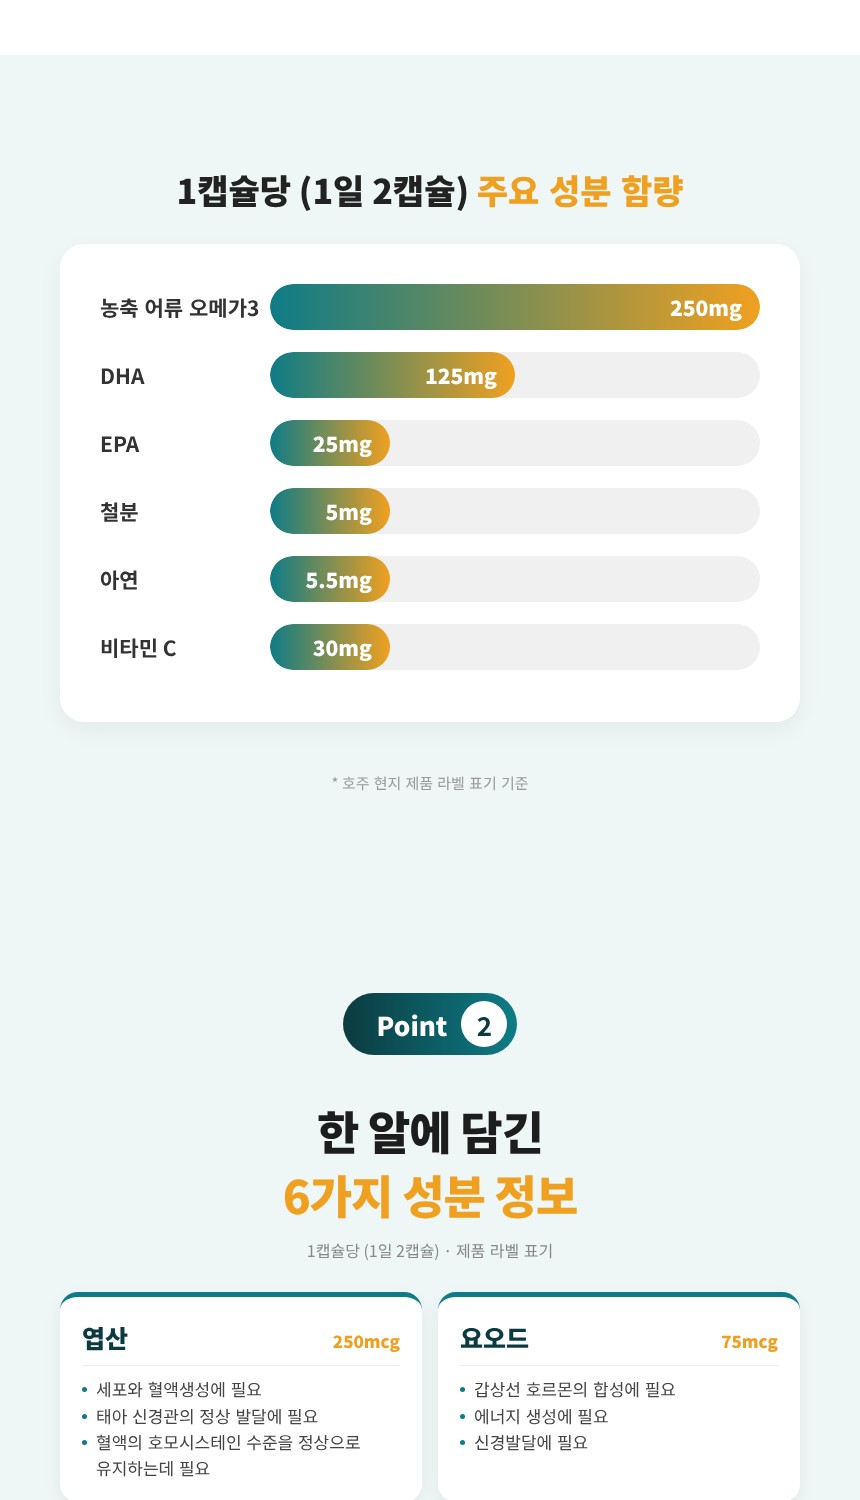 1캡슐당 (1일 2캡슐) 주요 성분 함량
농축 어류 오메가3 250mg
DHA 125mg
EPA 25mg
철분 5mg
아연 5.5mg
비타민 C 30mg
* 호주 현지 제품 라벨 표기 기준
Point 2
한 알에 담긴
6가지 성분 정보
1캡슐당 (1일 2캡슐) · 제품 라벨 표기
엽산 250mcg
• 세포와 혈액생성에 필요
• 태아 신경관의 정상 발달에 필요
• 혈액의 호모시스테인 수준을 정상으로
유지하는데 필요
요오드 75mcg
• 갑상선 호르몬의 합성에 필요
• 에너지 생성에 필요
• 신경발달에 필요